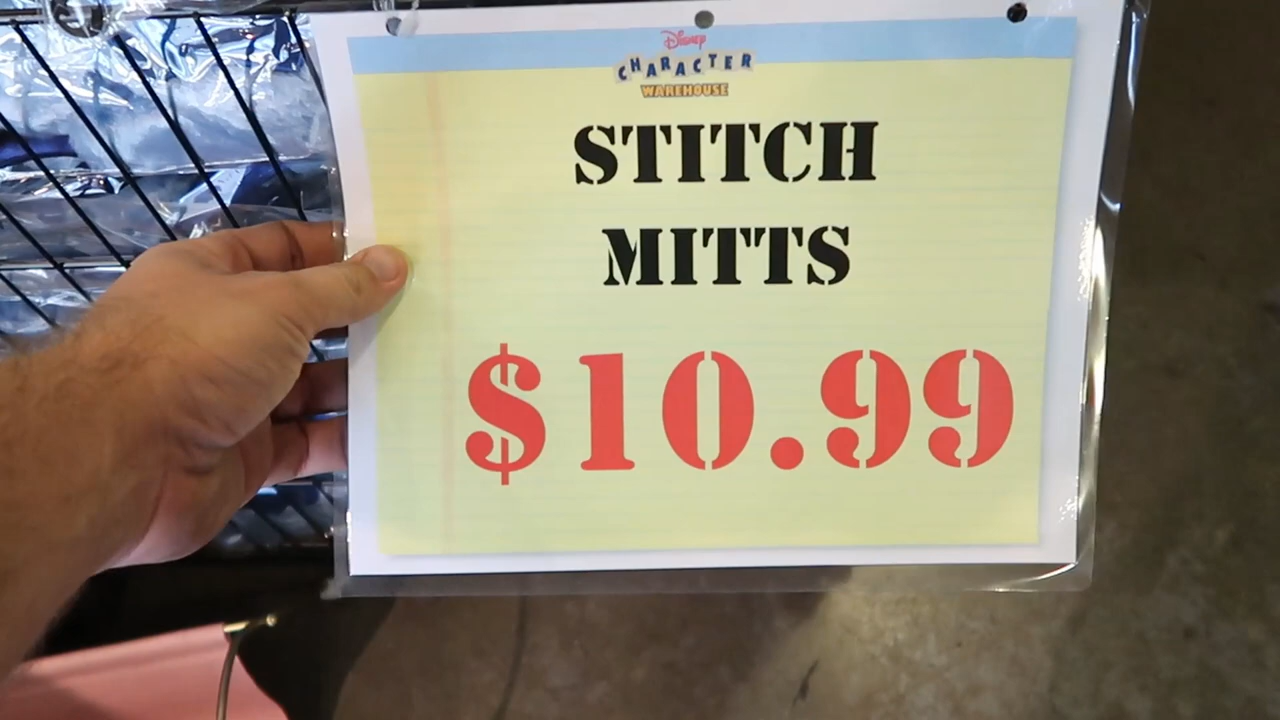 Disney
CHARACTER
WAREHOUSE
STITCH
MITTS
$10.99